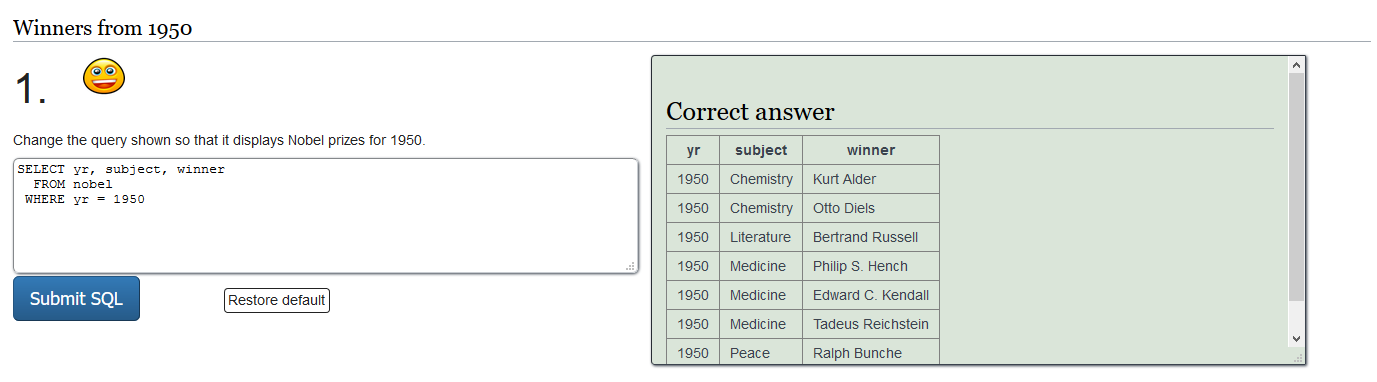 Winners from 1950
1.
Change the query shown so that it displays Nobel prizes for 1950.
SELECT yr, subject, winner
FROM nobel
WHERE yr = 1950
Submit SQL
Restore default
Correct answer
yr subject winner
1950 Chemistry Kurt Alder
1950 Chemistry Otto Diels
1950 Literature Bertrand Russell
1950 Medicine Philip S. Hench
1950 Medicine Edward C. Kendall
1950 Medicine Tadeus Reichstein
1950 Peace Ralph Bunche